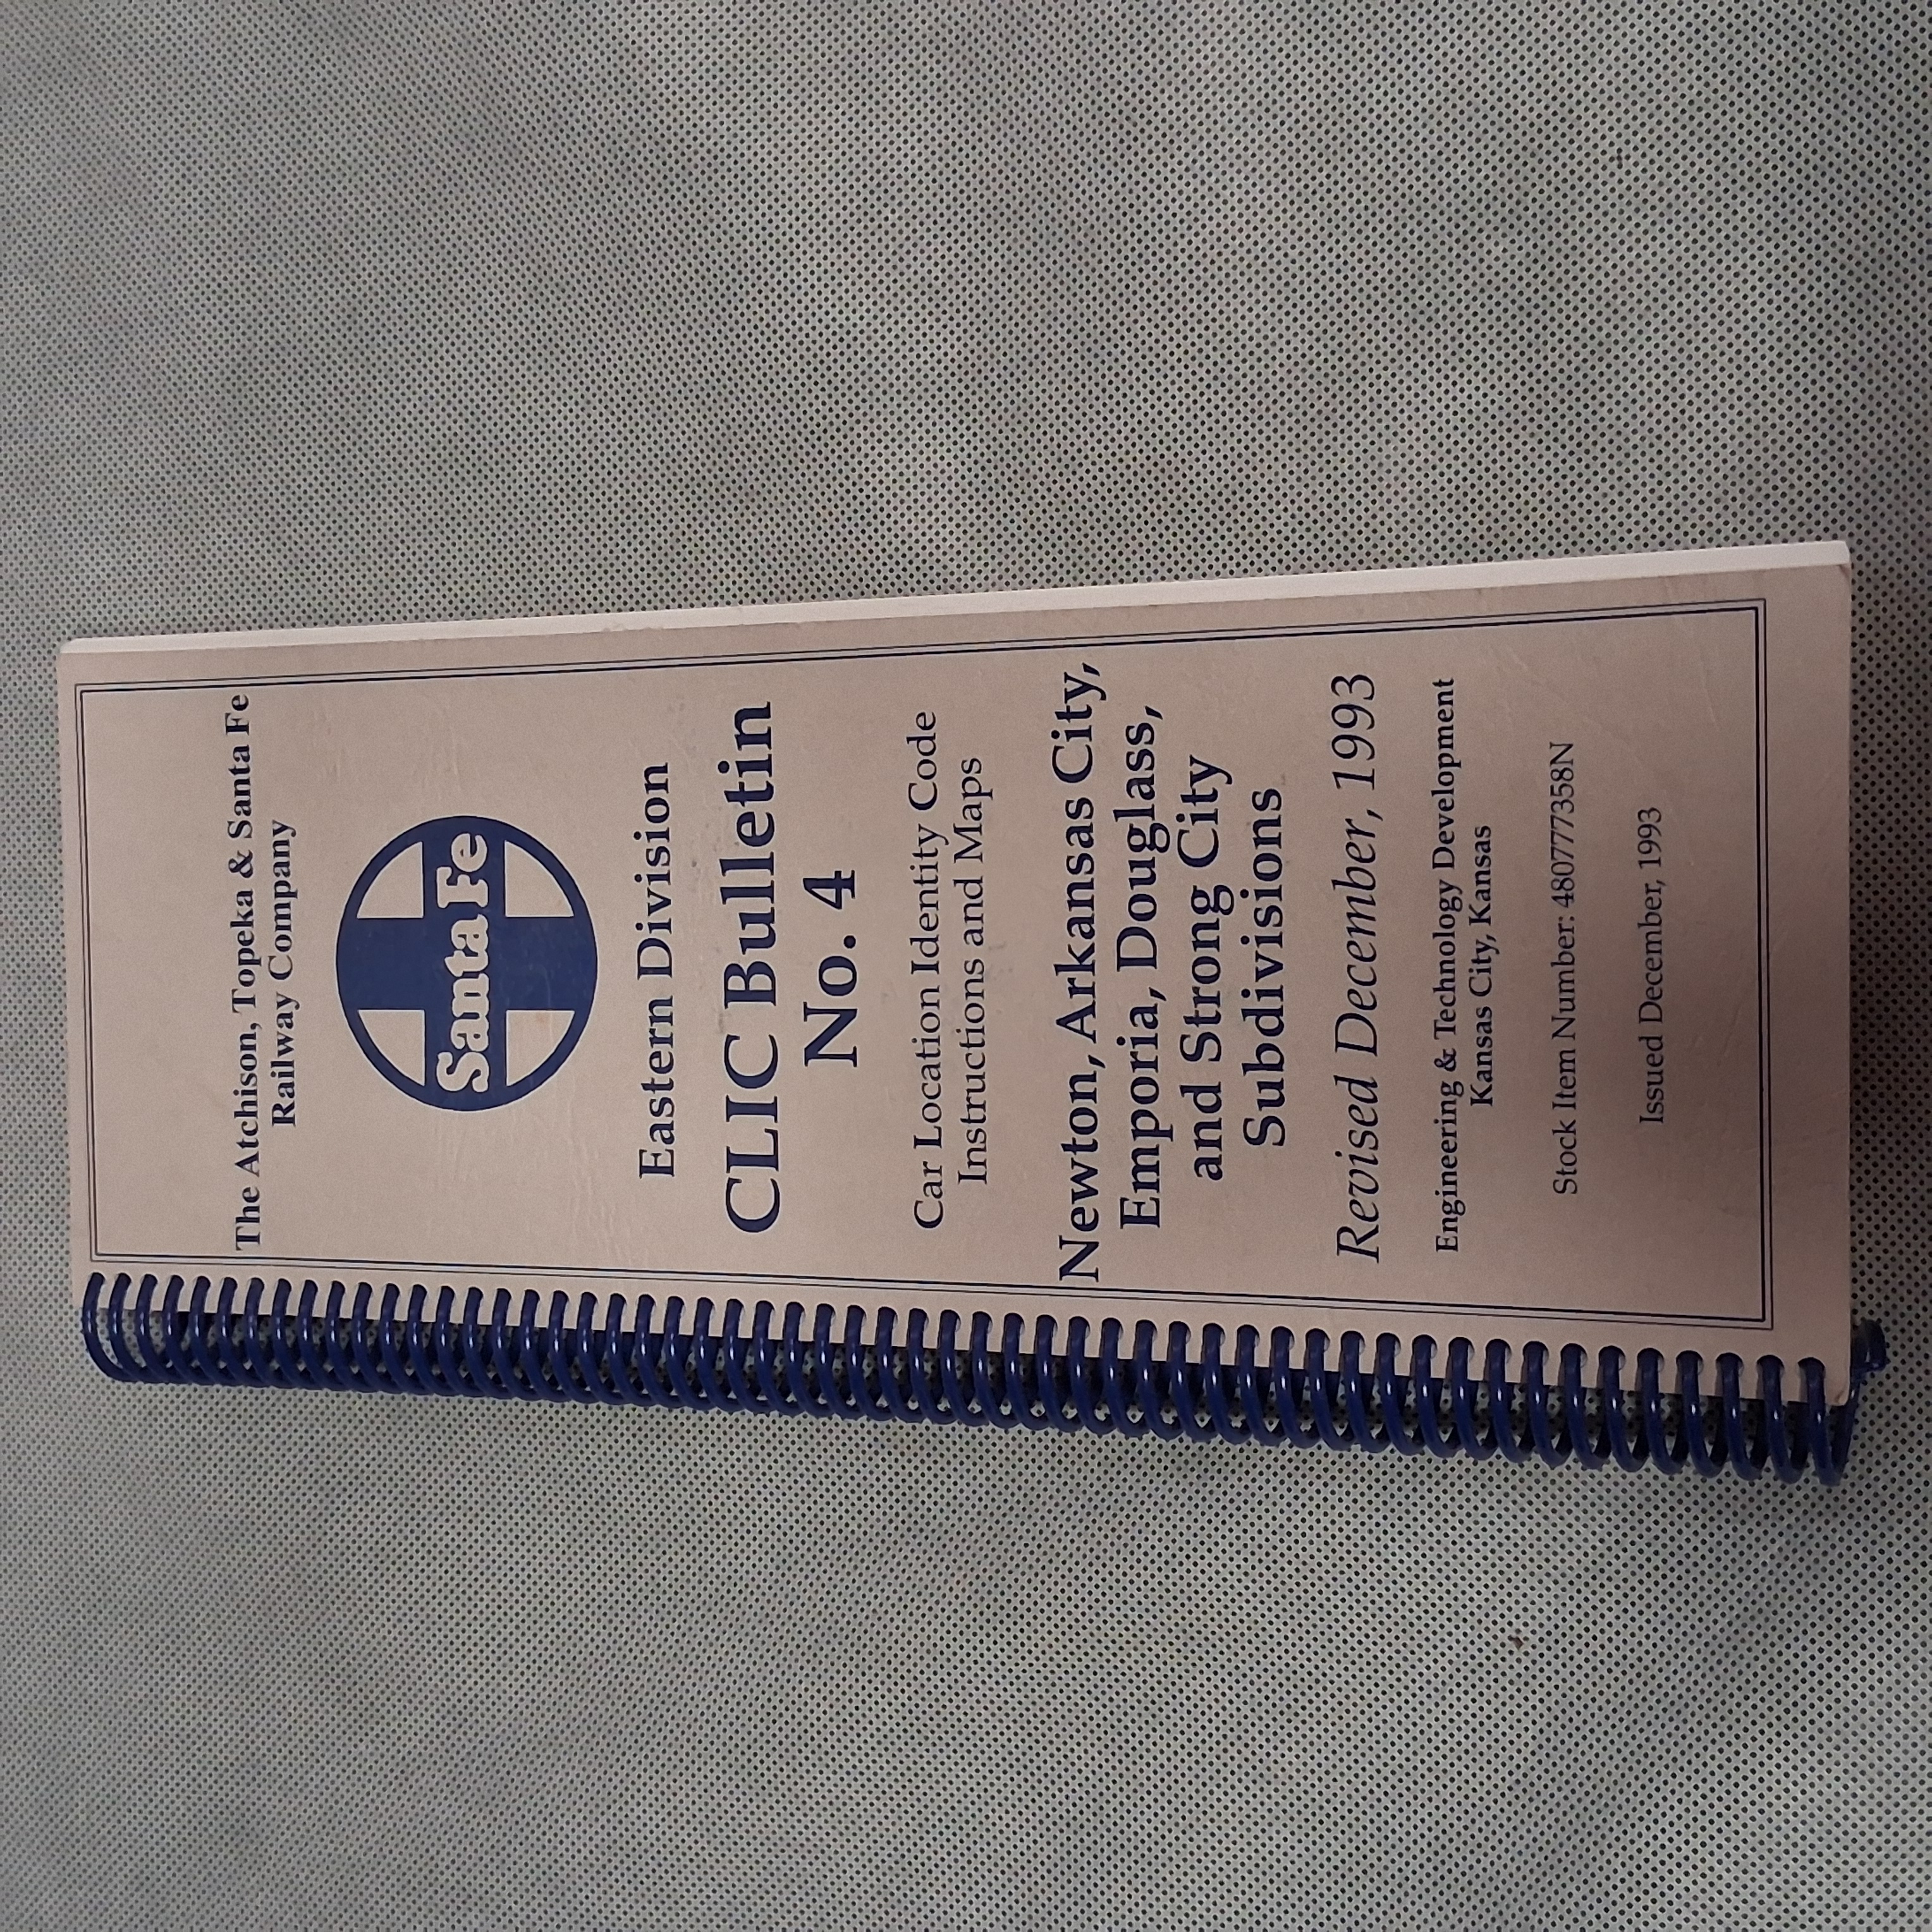 The Atchison, Topeka & Santa Fe
Railway Company
Santa Fe
Eastern Division
CLIC Bulletin
No. 4
Car Location Identity Code
Instructions and Maps
Newton, Arkansas City,
Emporia, Douglass,
and Strong City
Subdivisions
Revised December, 1993
Engineering & Technology Development
Kansas City, Kansas
Stock Item Number: 480777358N
Issued December, 1993